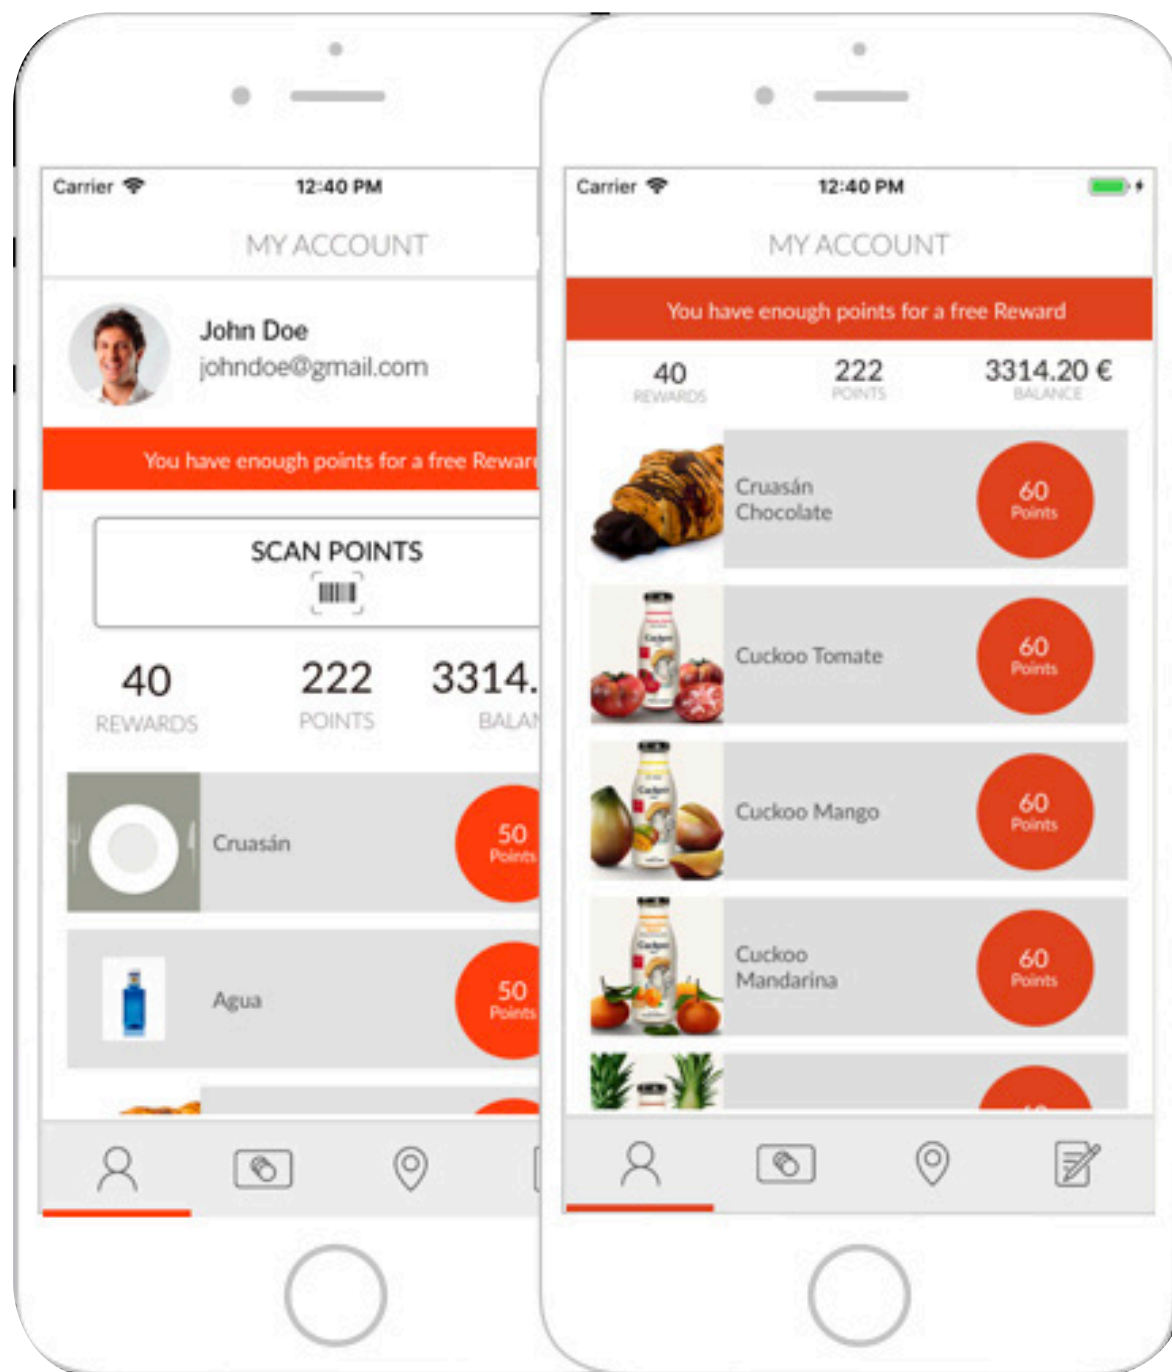 Carrier
12:40 PM
MY ACCOUNT
John Doe
johndoe@gmail.com
You have enough points for a free Rewar
SCAN POINTS
40
REWARDS
222
POINTS
3314.
BALAN
Cruasán
50
Points
Agua
50
Points
Carrier
12:40 PM
MY ACCOUNT
You have enough points for a free Reward
40
REWARDS
222
POINTS
3314.20 €
BALANCE
Cruasán
Chocolate
60
Points
Cuckoo Tomate
60
Points
Cuckoo Mango
60
Points
Cuckoo
Mandarina
60
Points